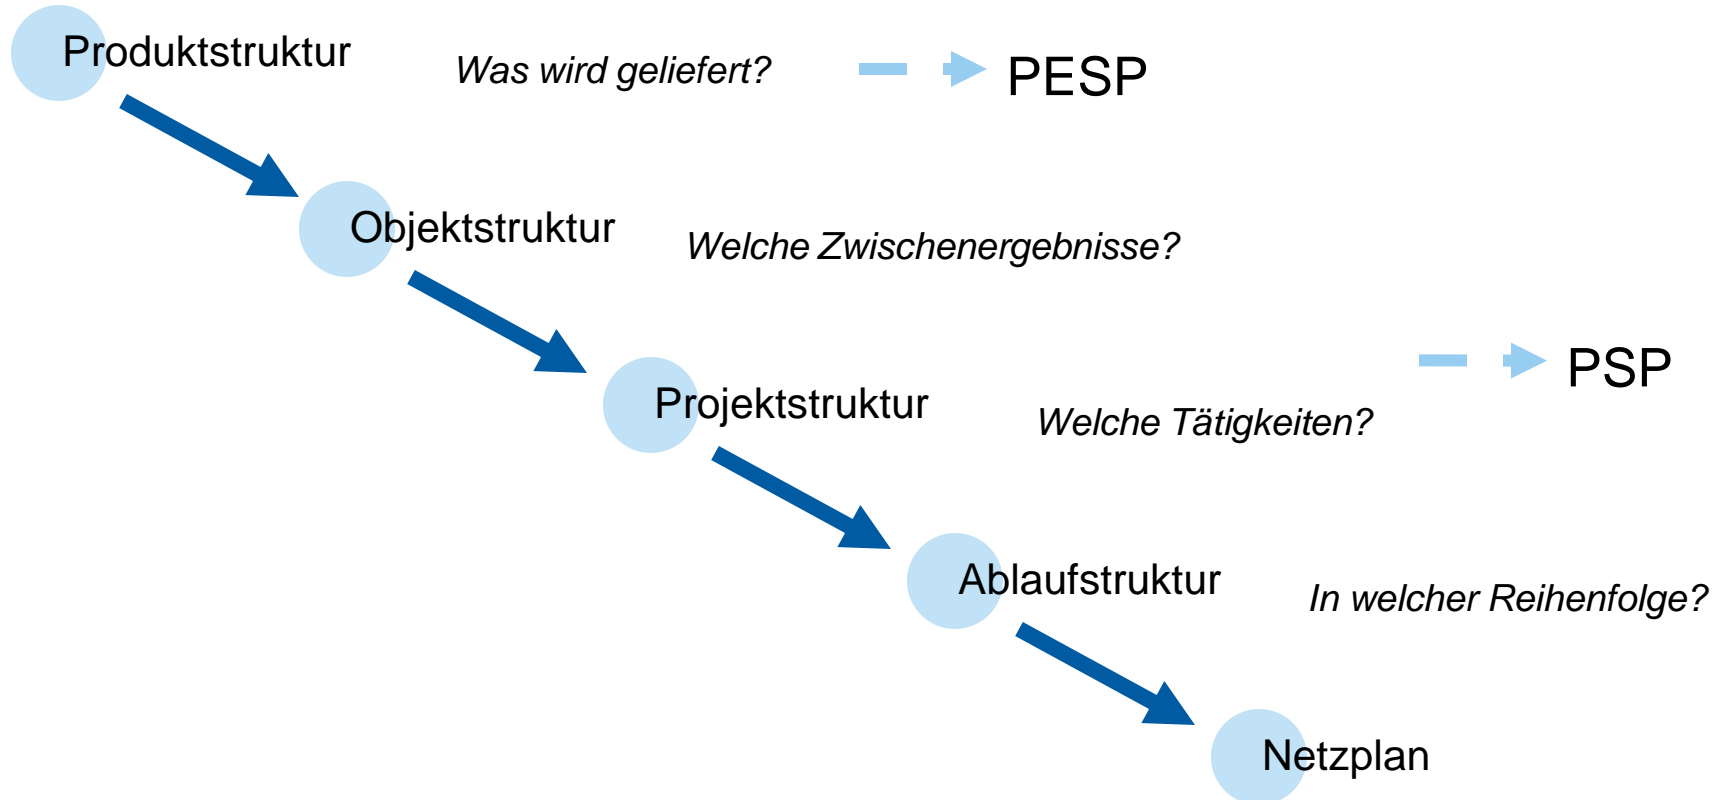 Produktstruktur
Was wird geliefert?
PESP
Objektstruktur
Welche Zwischenergebnisse?
PSP
Projektstruktur
Welche Tätigkeiten?
Ablaufstruktur
In welcher Reihenfolge?
Netzplan